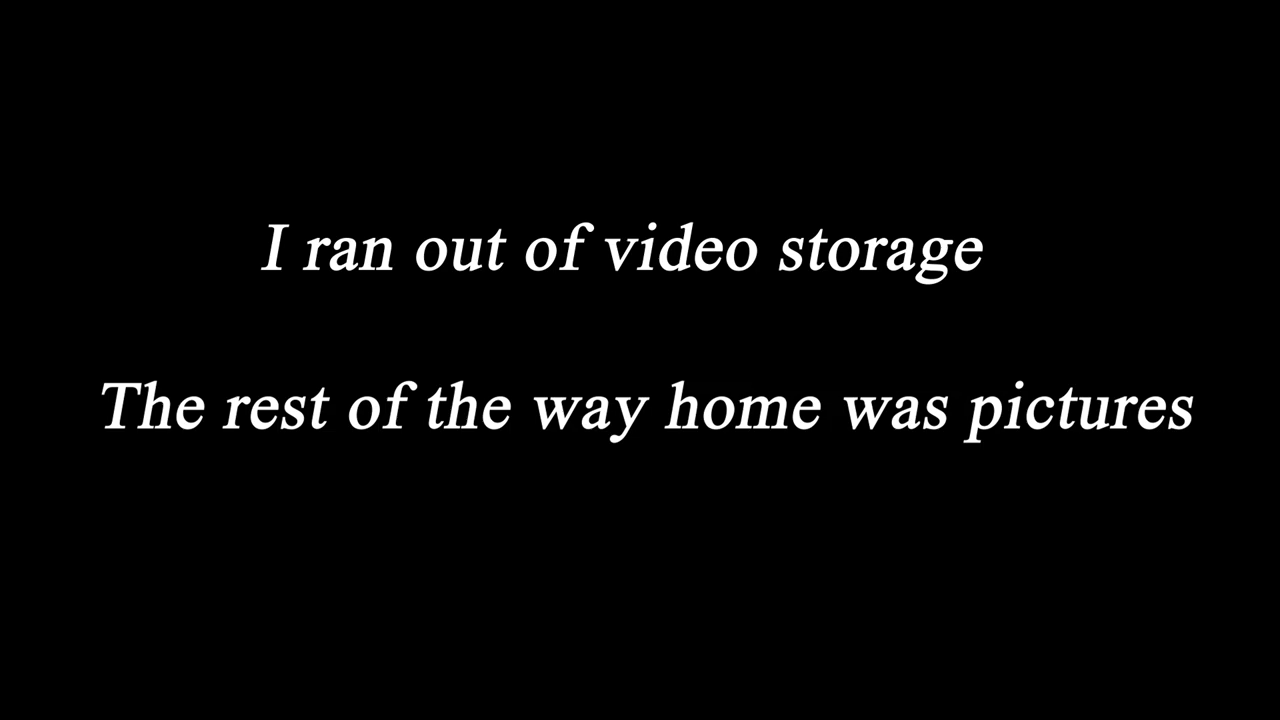 I ran out of video storage
The rest of the way home was pictures